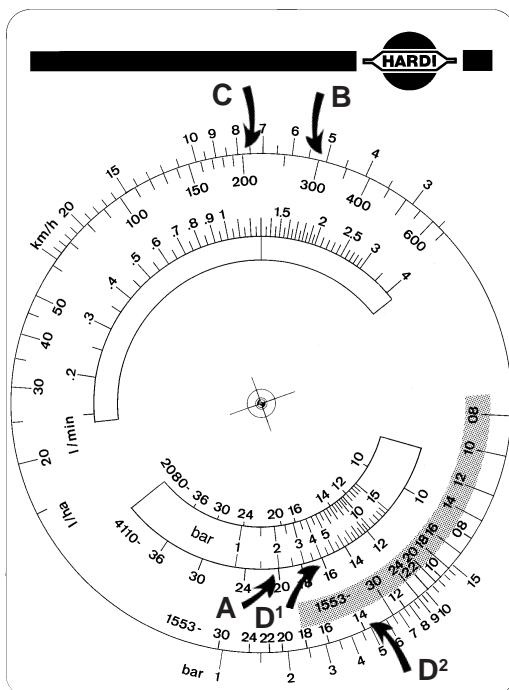 HARDI
C B
15 10 9 8 7 6 5 4 3
km/h 20
100 150 200 300 400 600
.2 .3 .4 .5 .6 .7 .8 .9 1 1.5 2 2.5 3 4
l/min
50
40
30
20
l/ha
2080- 36 30 24 20 16 14 12 10
bar 1 2 3 4 5 10 15
4110- 36 30 24 20 16 14 12 10
A D1
1553- 30 24 22 20 18 16 14 12 10 08
1553- 30 24 22 20 18 16 14 12 10 08
bar 1 2 3 4 5 6 7 8 9 10 15
D2